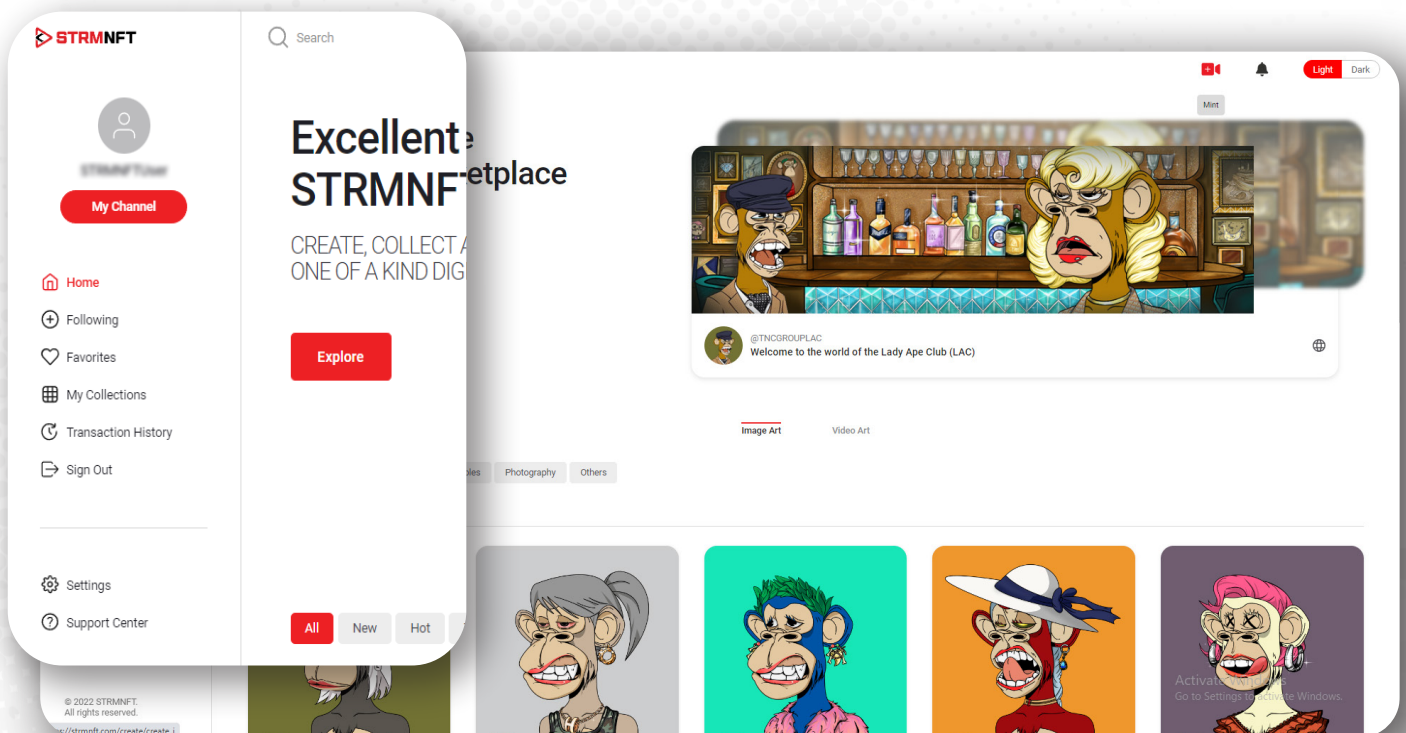 STRMNFT
Search
My Channel
Home
Following
Favorites
My Collections
Transaction History
Sign Out
Settings
Support Center
Excellent
STRMNF
CREATE, COLLECT
ONE OF A KIND DIG
Explore
All
New
Hot
etplace
Mint
Light
Dark
@TNCGROUPLAC
Welcome to the world of the Lady Ape Club (LAC)
Image Art
Video Art
Photography
Others
© 2022 STRMNFT.
All rights reserved.
Go to Settings to activate Windows.